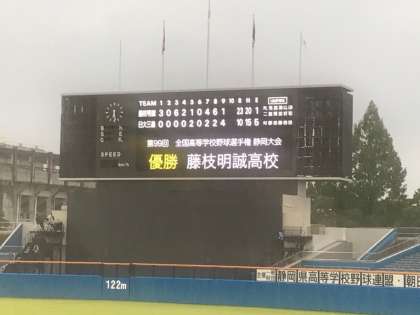 TEAM 1 2 3 4 5 6 7 8 9 10 R H E
藤枝明誠 3 0 6 2 1 0 4 6 1 23 20 1
日大三島 0 0 0 0 2 0 2 2 4 10 15 5
第99回 全国高等学校野球選手権 静岡大会
優勝 藤枝明誠高校
SPEED
122m
静岡県高等学校野球連盟・朝日